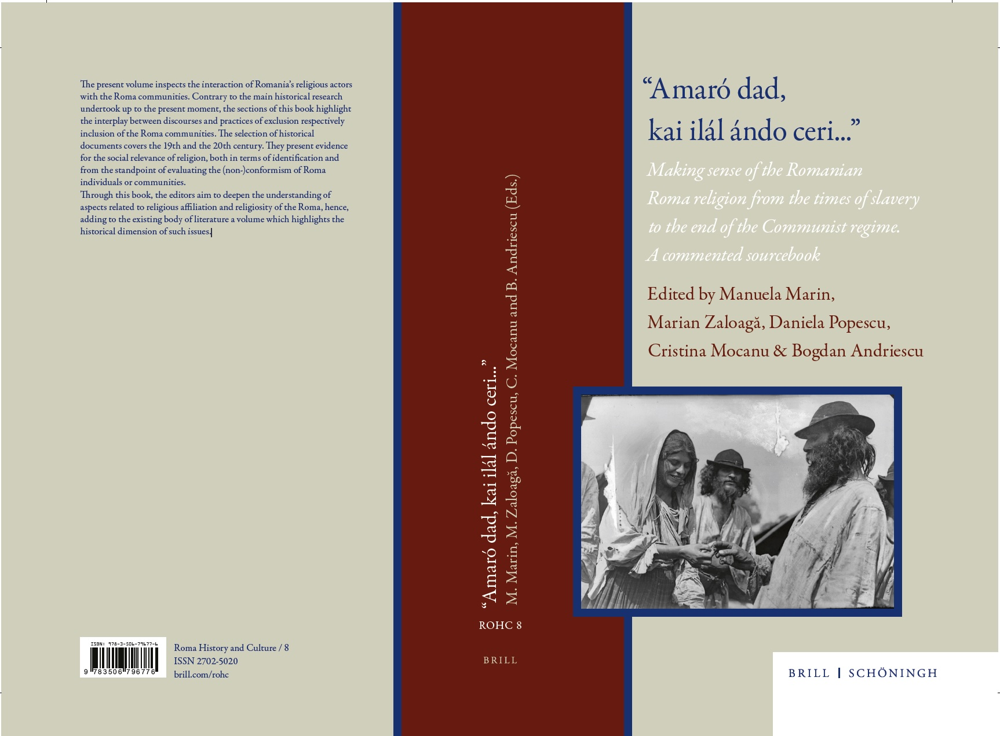 The present volume inspects the interaction of Romania’s religious actors
with the Roma communities. Contrary to the main historical research
undertook up to the present moment, the sections of this book highlight
the interplay between discourses and practices of exclusion respectively
inclusion of the Roma communities. The selection of historical
documents covers the 19th and the 20th century. They present evidence
for the social relevance of religion, both in terms of identification and
from the standpoint of evaluating the (non-)conformism of Roma
individuals or communities.
Through this book, the editors aim to deepen the understanding of
aspects related to religious affiliation and religiosity of the Roma, hence,
adding to the existing body of literature a volume which highlights the
historical dimension of such issues.
ISBN: 978-3-506-79677-6
9 783506 796776
Roma History and Culture / 8
ISSN 2702-5020
brill.com/rohc
“Amaró dad, kai ilál ándo ceri...”
M. Marin, M. Zaloagă, D. Popescu, C. Mocanu and B. Andriescu (Eds.)
ROHC 8
BRILL
“Amaró dad,
kai ilál ándo ceri...”
Making sense of the Romanian
Roma religion from the times of slavery
to the end of the Communist regime.
A commented sourcebook
Edited by Manuela Marin,
Marian Zaloagă, Daniela Popescu,
Cristina Mocanu & Bogdan Andriescu
BRILL | SCHÖNINGH